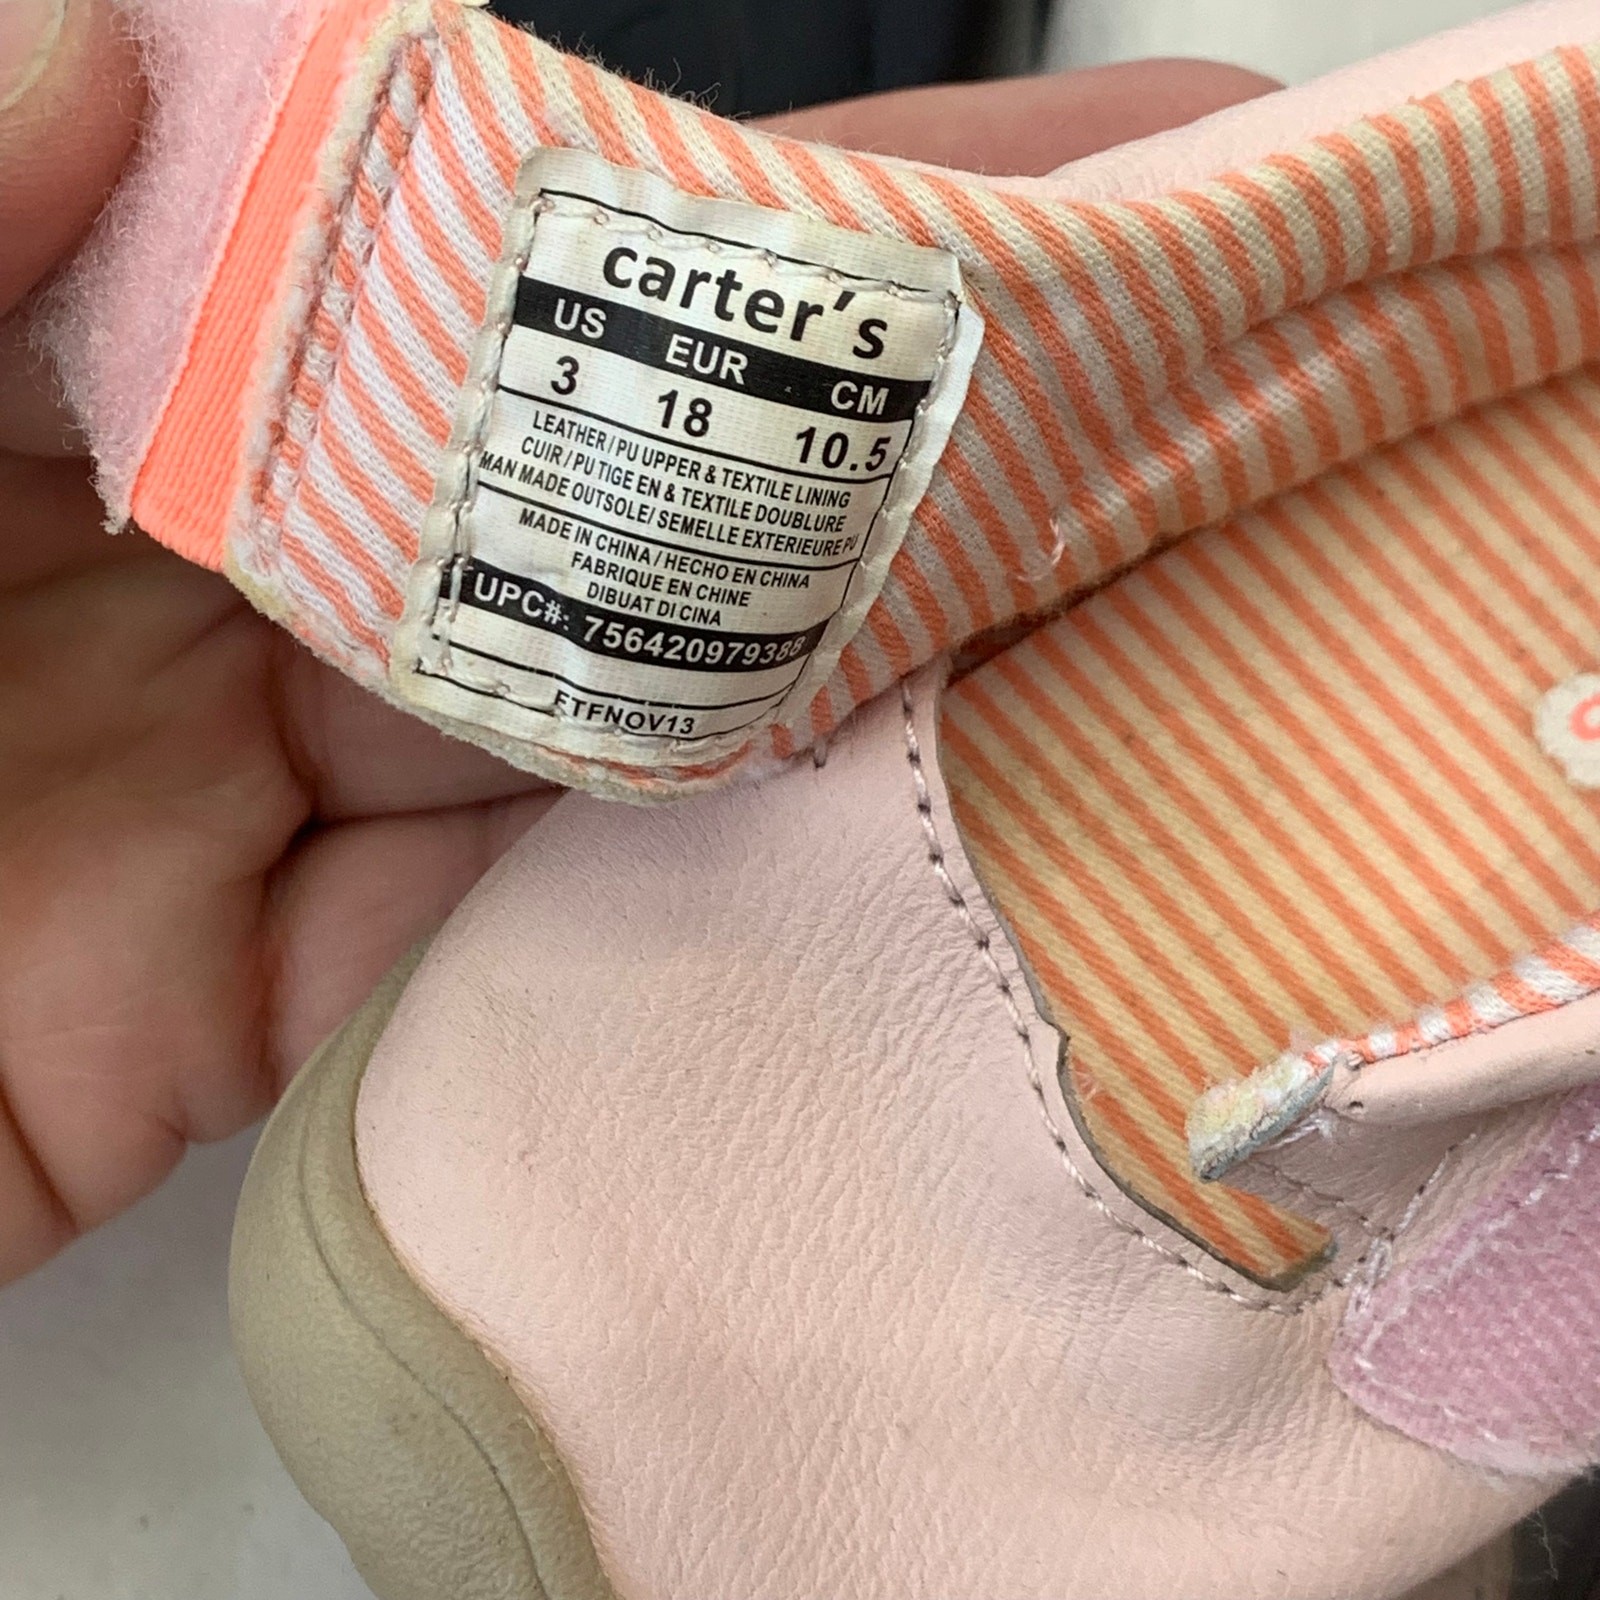 carter's
US EUR CM
3 18 10.5
LEATHER / PU UPPER & TEXTILE LINING
CUIR / PU TIGE EN & TEXTILE DOUBLURE
MAN MADE OUTSOLE/ SEMELLE EXTERIEURE PU
MADE IN CHINA / HECHO EN CHINA
FABRIQUE EN CHINE
DIBUAT DI CINA
UPC#: 756420979388
FTFNOV13